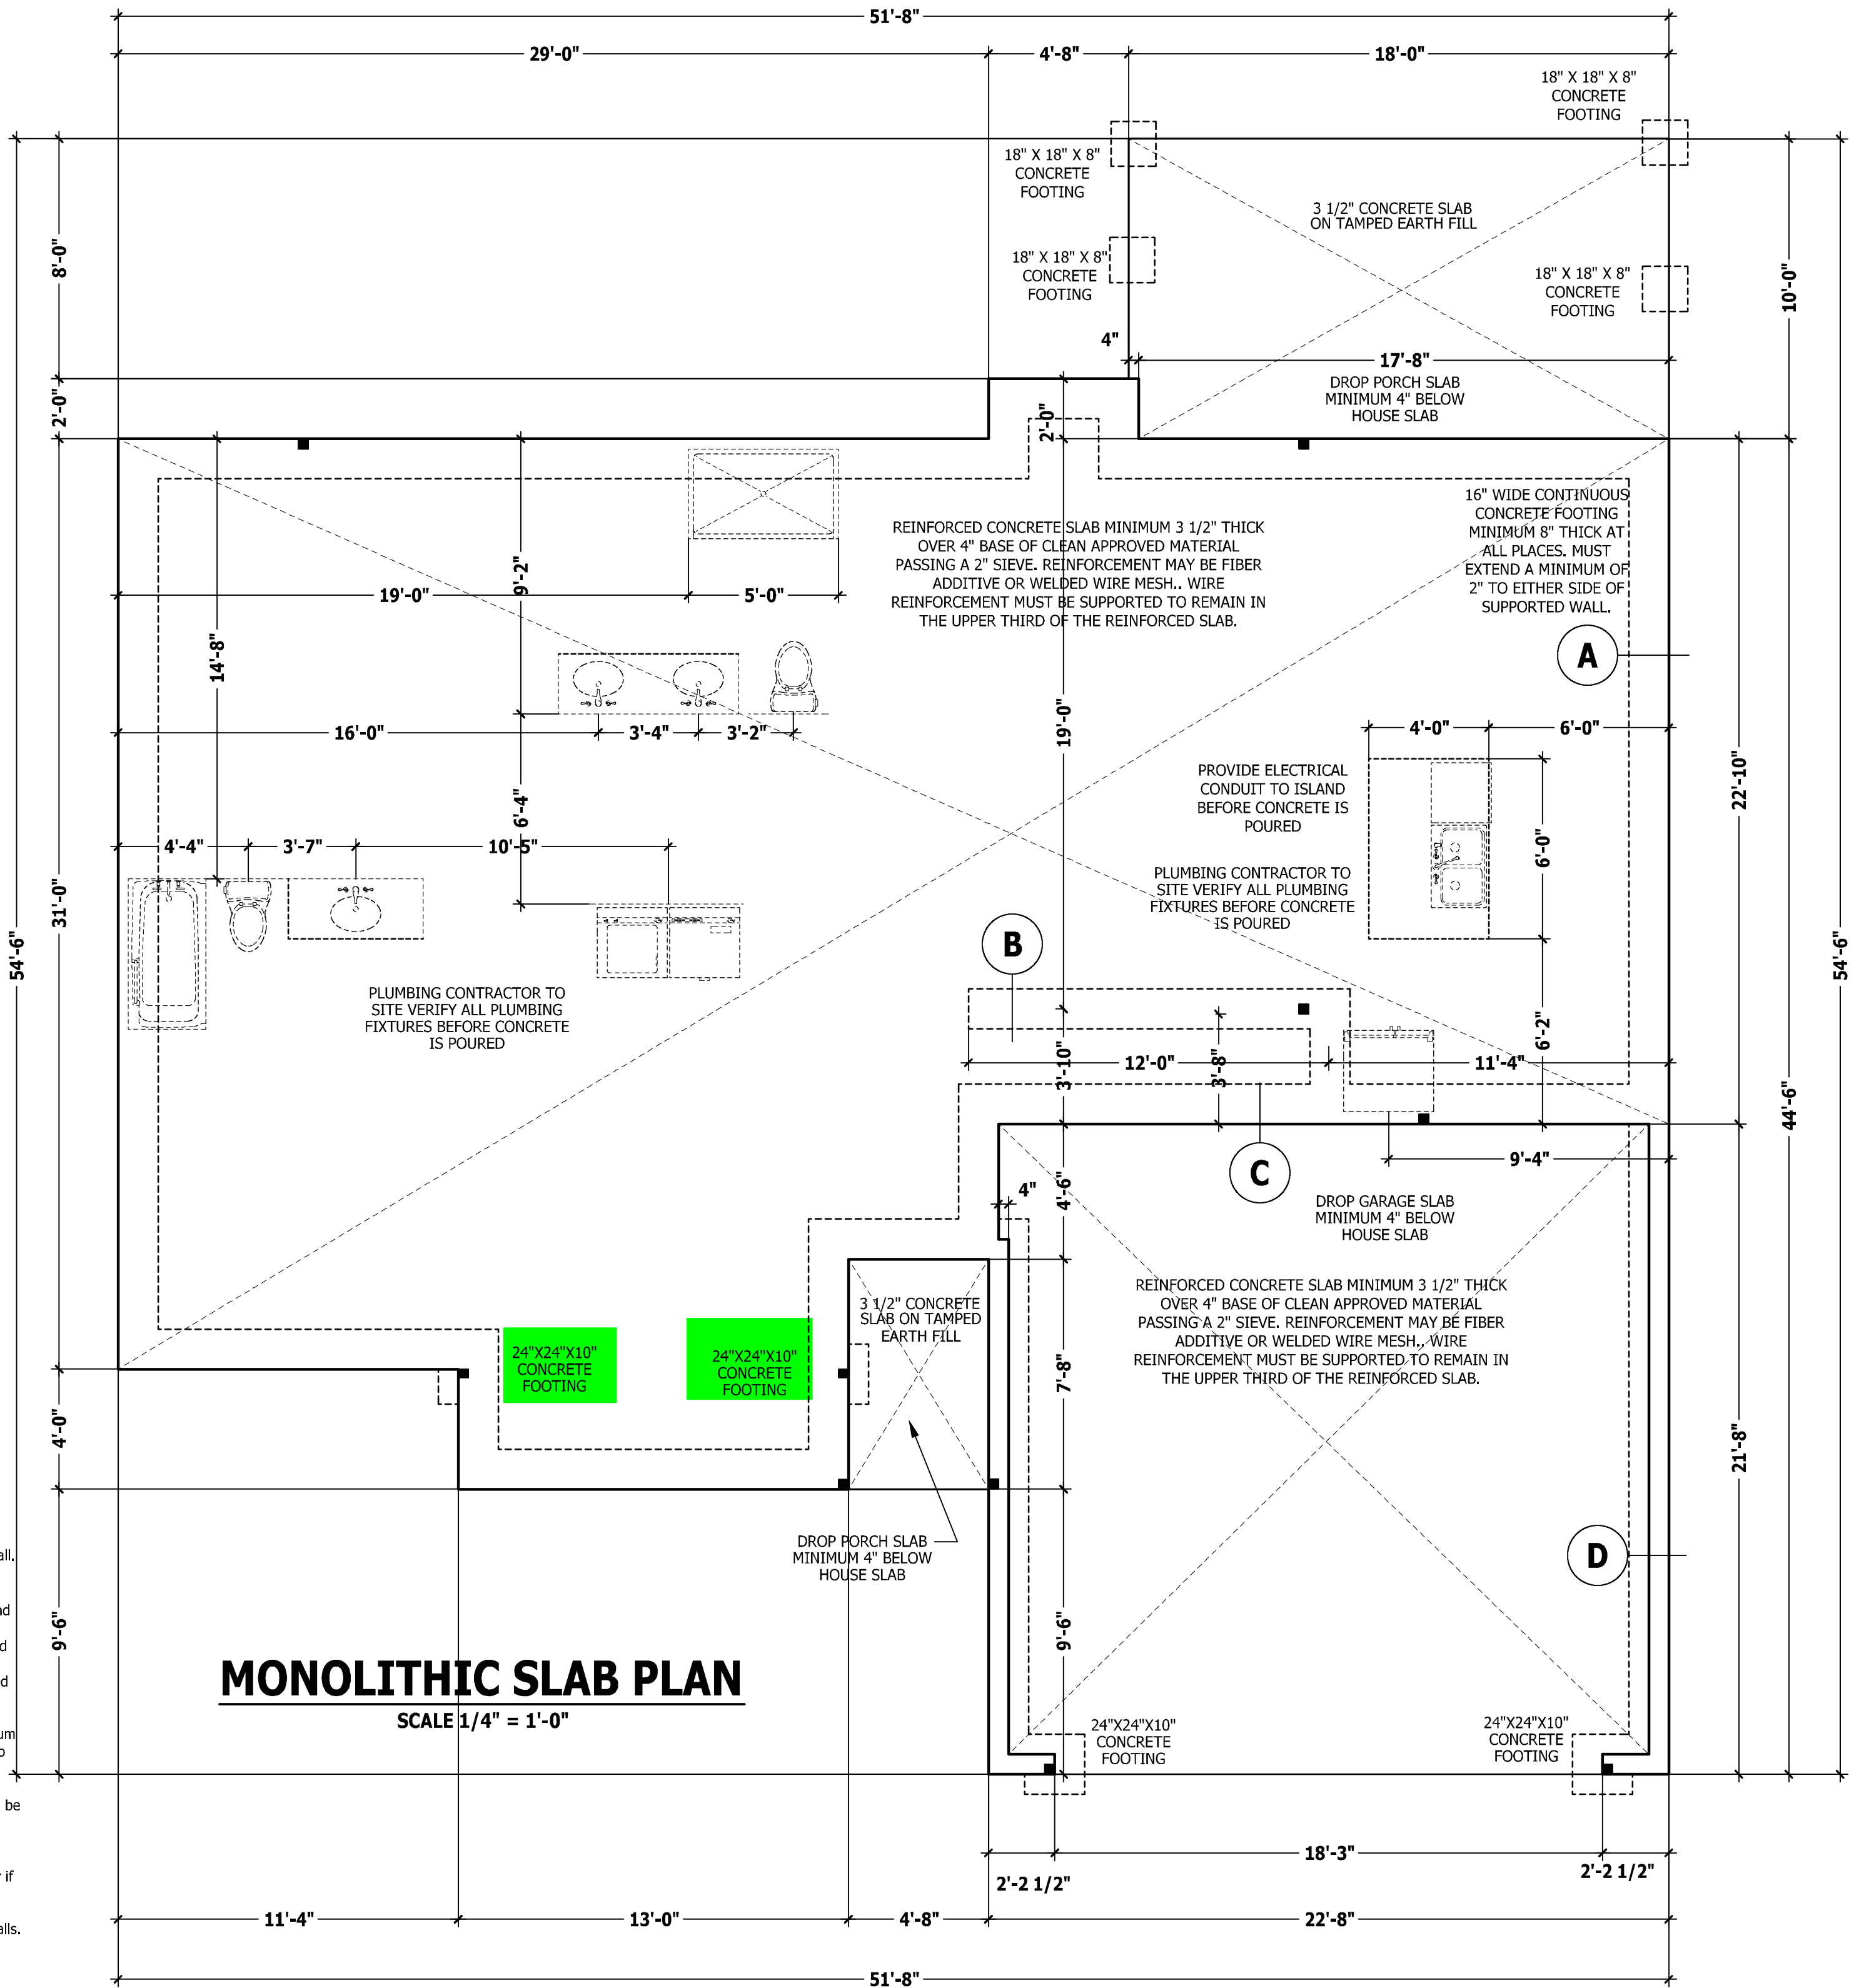 51'-8"
29'-0"
4'-8"
18'-0"
18" X 18" X 8"
CONCRETE
FOOTING
18" X 18" X 8"
CONCRETE
FOOTING
3 1/2" CONCRETE SLAB
ON TAMPED EARTH FILL
8'-0"
18" X 18" X 8"
CONCRETE
FOOTING
18" X 18" X 8"
CONCRETE
FOOTING
10'-0"
4"
17'-8"
DROP PORCH SLAB
MINIMUM 4" BELOW
HOUSE SLAB
2'-0"
2'-0"
16" WIDE CONTINUOUS
CONCRETE FOOTING
MINIMUM 8" THICK AT
ALL PLACES. MUST
EXTEND A MINIMUM OF
2" TO EITHER SIDE OF
SUPPORTED WALL.
REINFORCED CONCRETE SLAB MINIMUM 3 1/2" THICK
OVER 4" BASE OF CLEAN APPROVED MATERIAL
PASSING A 2" SIEVE. REINFORCEMENT MAY BE FIBER
ADDITIVE OR WELDED WIRE MESH.. WIRE
REINFORCEMENT MUST BE SUPPORTED TO REMAIN IN
THE UPPER THIRD OF THE REINFORCED SLAB.
9'-2"
19'-0"
5'-0"
14'-8"
A
19'-0"
16'-0"
3'-4"
3'-2"
4'-0"
6'-0"
PROVIDE ELECTRICAL
CONDUIT TO ISLAND
BEFORE CONCRETE IS
POURED
22'-10"
6'-4"
4'-4"
3'-7"
10'-5"
6'-0"
PLUMBING CONTRACTOR TO
SITE VERIFY ALL PLUMBING
FIXTURES BEFORE CONCRETE
IS POURED
31'-0"
54'-6"
54'-6"
B
PLUMBING CONTRACTOR TO
SITE VERIFY ALL PLUMBING
FIXTURES BEFORE CONCRETE
IS POURED
6'-2"
3'-10"
12'-0"
3'-8"
11'-4"
44'-6"
9'-4"
C
4"
4'-6"
DROP GARAGE SLAB
MINIMUM 4" BELOW
HOUSE SLAB
REINFORCED CONCRETE SLAB MINIMUM 3 1/2" THICK
OVER 4" BASE OF CLEAN APPROVED MATERIAL
PASSING A 2" SIEVE. REINFORCEMENT MAY BE FIBER
ADDITIVE OR WELDED WIRE MESH.. WIRE
REINFORCEMENT MUST BE SUPPORTED TO REMAIN IN
THE UPPER THIRD OF THE REINFORCED SLAB.
3 1/2" CONCRETE
SLAB ON TAMPED
EARTH FILL
24"X24"X10"
CONCRETE
FOOTING
24"X24"X10"
CONCRETE
FOOTING
7'-8"
4'-0"
21'-8"
DROP PORCH SLAB
MINIMUM 4" BELOW
HOUSE SLAB
D
all.
9'-6"
9'-6"
MONOLITHIC SLAB PLAN
SCALE 1/4" = 1'-0"
24"X24"X10"
CONCRETE
FOOTING
24"X24"X10"
CONCRETE
FOOTING
be
if
18'-3"
2'-2 1/2"
2'-2 1/2"
11'-4"
13'-0"
4'-8"
22'-8"
alls.
51'-8"